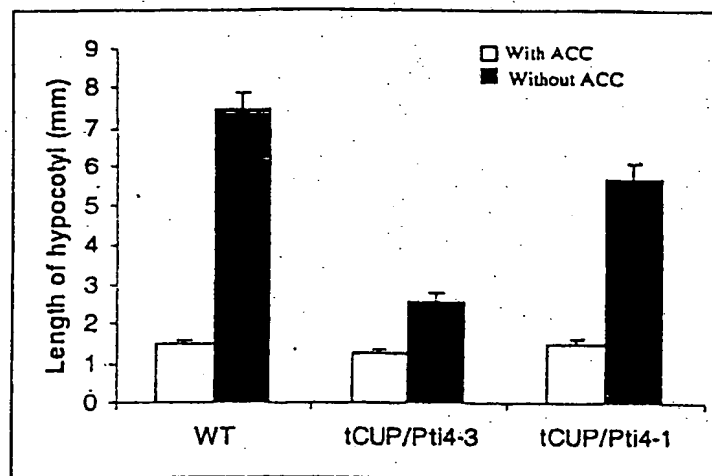 With ACC
Without ACC
Length of hypocotyl (mm)
9
8
7
6
5
4
3
2
1
0
WT
tCUP/Pti4-3
tCUP/Pti4-1